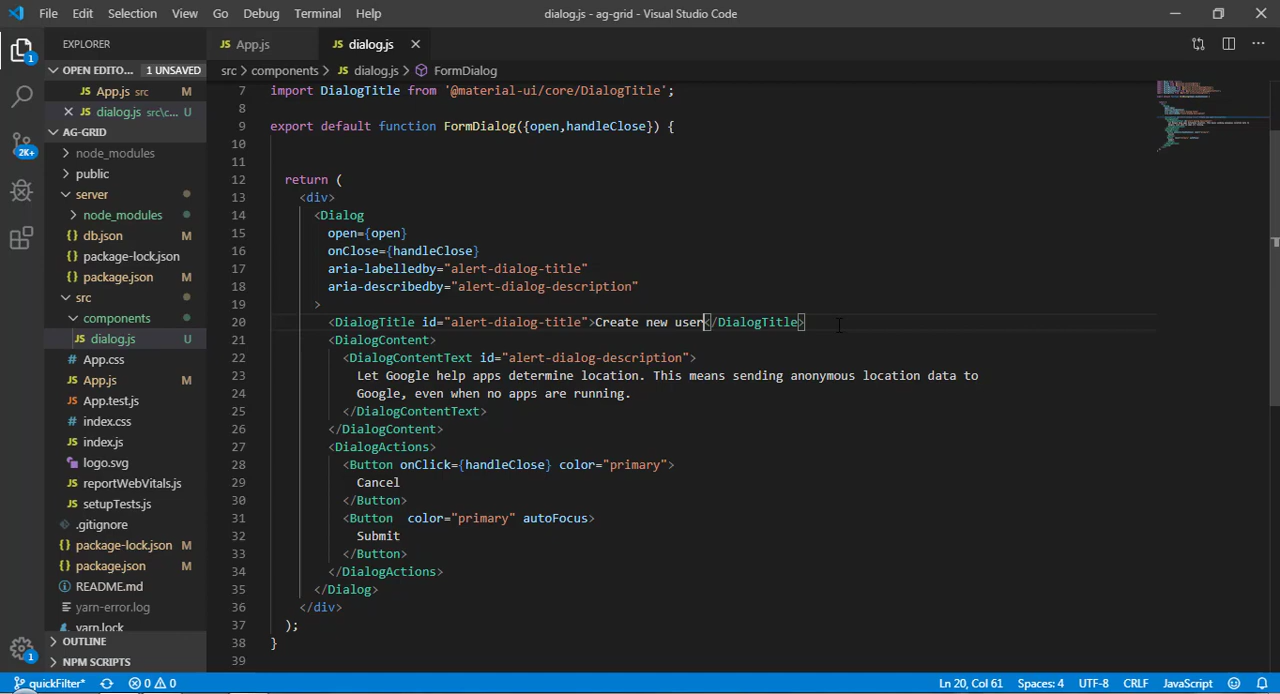 File Edit Selection View Go Debug Terminal Help dialog.js - ag-grid - Visual Studio Code
EXPLORER
OPEN EDITO... 1 UNSAVED
App.js src M
dialog.js src\c... U
AG-GRID
node_modules
public
server
node_modules
db.json M
package-lock.json
package.json M
src
components
dialog.js U
App.css
App.js M
App.test.js
index.css
index.js
logo.svg
reportWebVitals.js
setupTests.js
.gitignore
package-lock.json M
package.json M
README.md
yarn-error.log
yarn.lock
OUTLINE
NPM SCRIPTS
1
2K+
1
App.js dialog.js
src > components > dialog.js > FormDialog
7 import DialogTitle from '@material-ui/core/DialogTitle';
8
9 export default function FormDialog({open,handleClose}) {
10
11
12 return (
13 <div>
14 <Dialog
15 open={open}
16 onClose={handleClose}
17 aria-labelledby="alert-dialog-title"
18 aria-describedby="alert-dialog-description"
19 >
20 <DialogTitle id="alert-dialog-title">Create new user</DialogTitle>
21 <DialogContent>
22 <DialogContentText id="alert-dialog-description">
23 Let Google help apps determine location. This means sending anonymous location data to
24 Google, even when no apps are running.
25 </DialogContentText>
26 </DialogContent>
27 <DialogActions>
28 <Button onClick={handleClose} color="primary">
29 Cancel
30 </Button>
31 <Button color="primary" autoFocus>
32 Submit
33 </Button>
34 </DialogActions>
35 </Dialog>
36 </div>
37 );
38 }
39
quickFilter* 0 0 Ln 20, Col 61 Spaces: 4 UTF-8 CRLF JavaScript